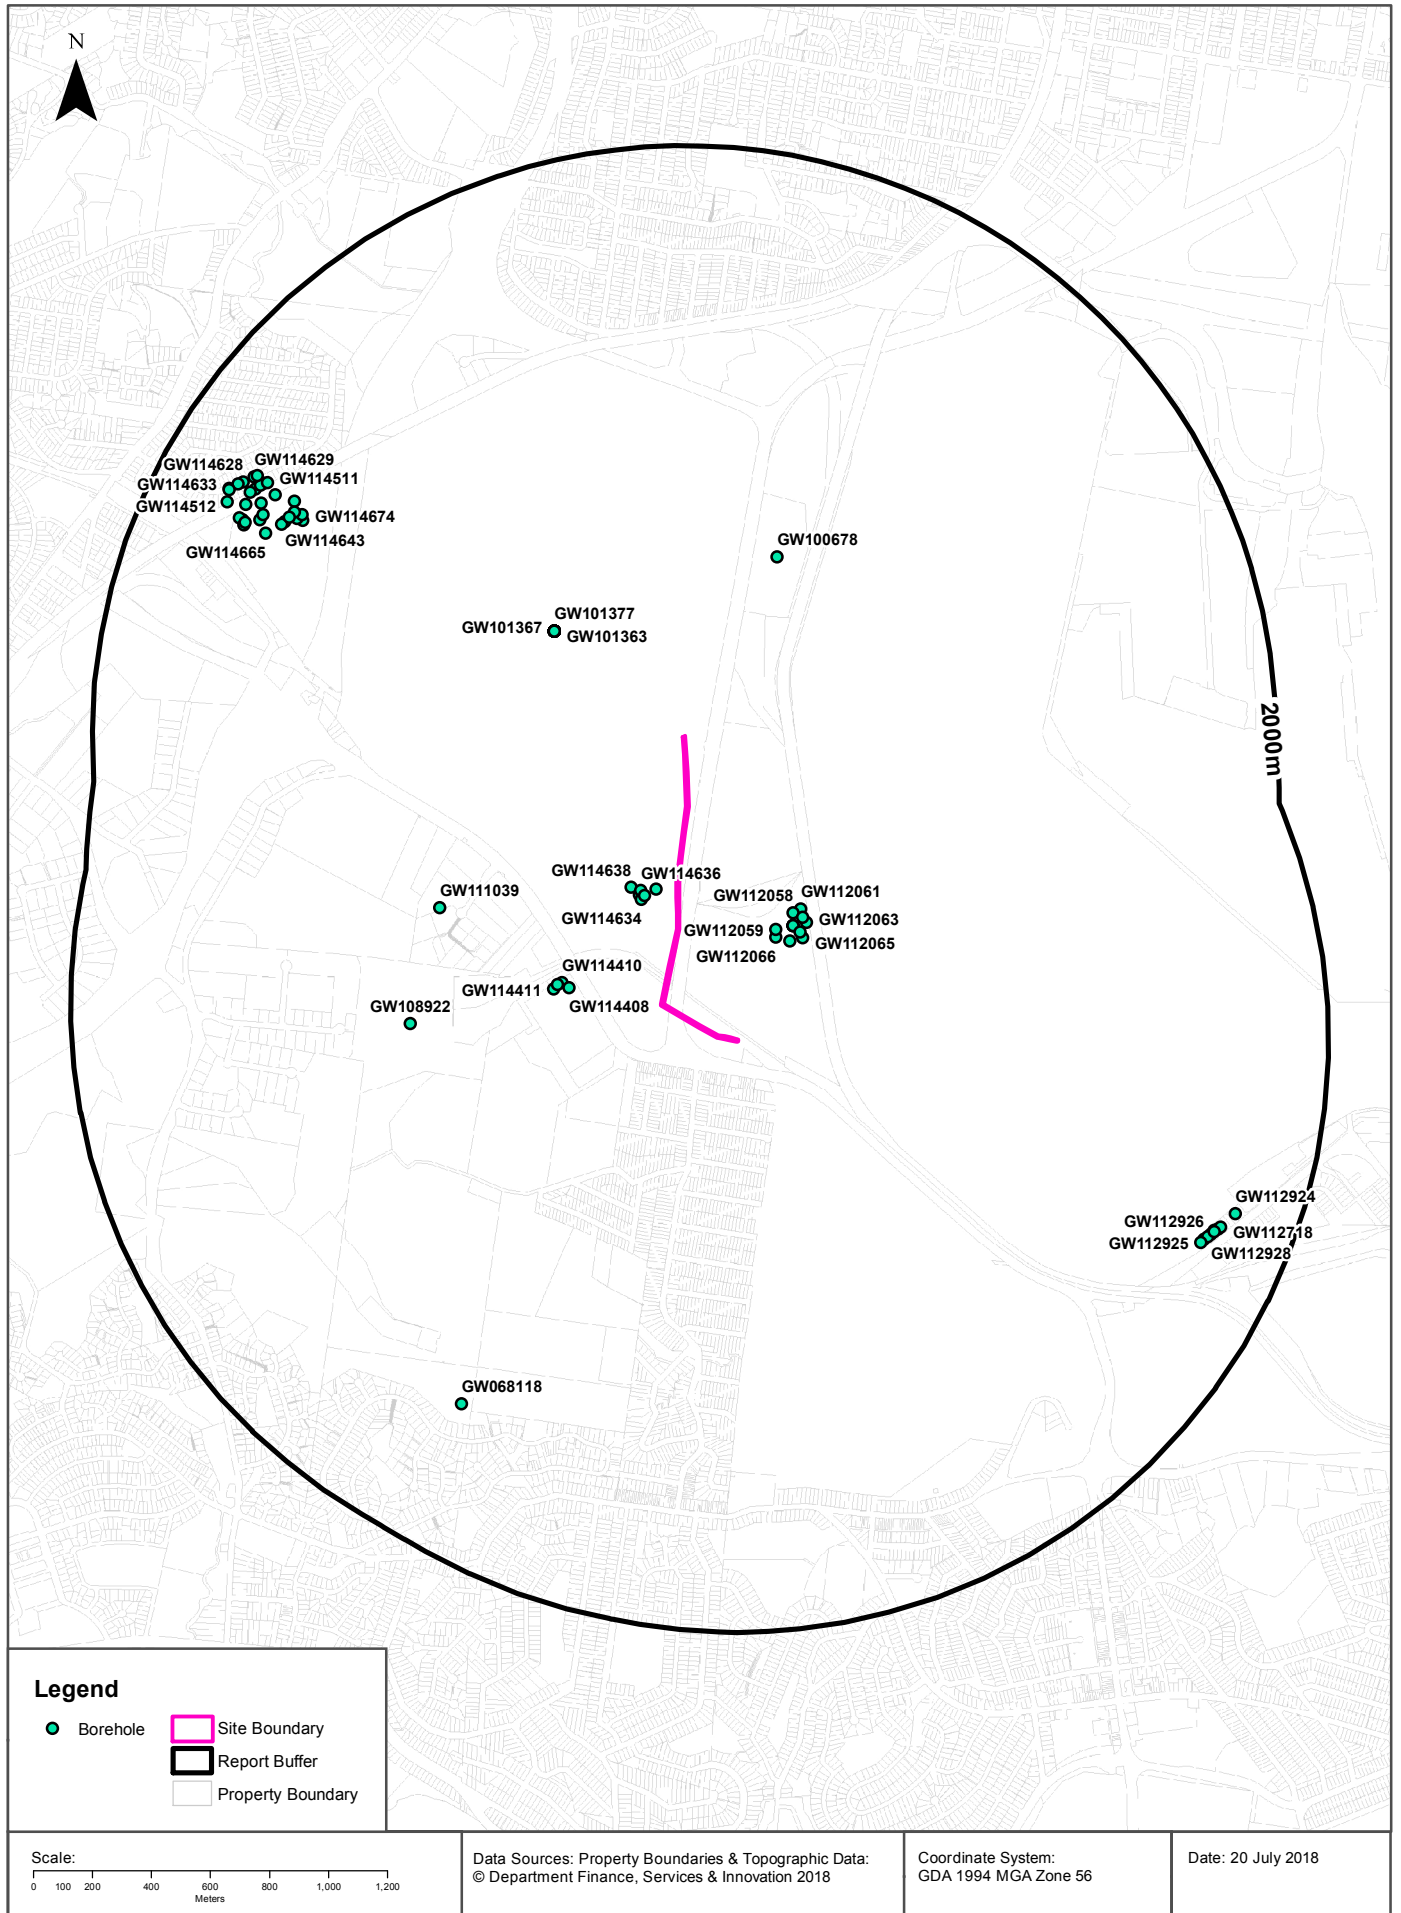 N
GW114628
GW114629
GW114633
GW114511
GW114512
GW114674
GW114665
GW114643
GW100678
GW101377
GW101367
GW101363
2000m
GW114638
GW114636
GW111039
GW112058
GW112061
GW114634
GW112059
GW112063
GW112066
GW112065
GW114410
GW114411
GW108922
GW114408
GW112924
GW112926
GW112718
GW112925
GW112928
GW068118
Legend
Borehole
Site Boundary
Report Buffer
Property Boundary
Scale:
0 100 200 400 600 800 1,000 1,200
Meters
Data Sources: Property Boundaries & Topographic Data:
© Department Finance, Services & Innovation 2018
Coordinate System:
GDA 1994 MGA Zone 56
Date: 20 July 2018